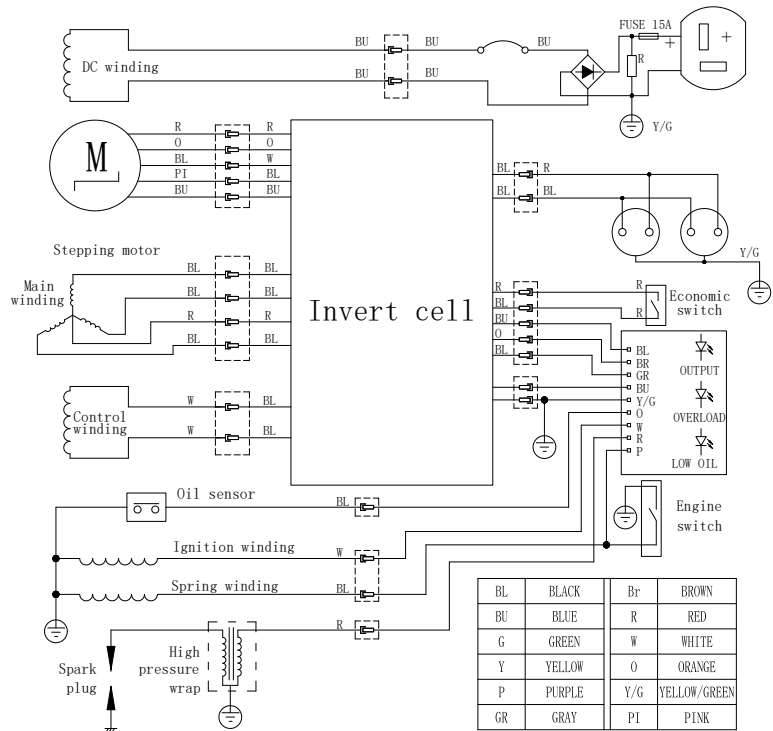 FUSE 15A
BU BU BU
+ +
DC winding
R
BU BU
Y/G
R R
O O
M
BL W
PI BL
BU BU
BL R
BL BL
Stepping motor
Y/G
Main
winding
BL BL
BL BL
R R
BL BL
Invert cell
R R
BL R
BU
O
BL
Economic
switch
BL
BR
GR
BU
Y/G
O
W
R
P
OUTPUT
OVERLOAD
LOW OIL
Control
winding
W BL
W BL
Oil sensor
BL
Engine
switch
Ignition winding
W
Spring winding
BL
R
High
pressure
wrap
Spark
plug
BL BLACK Br BROWN
BU BLUE R RED
G GREEN W WHITE
Y YELLOW O ORANGE
P PURPLE Y/G YELLOW/GREEN
GR GRAY PI PINK